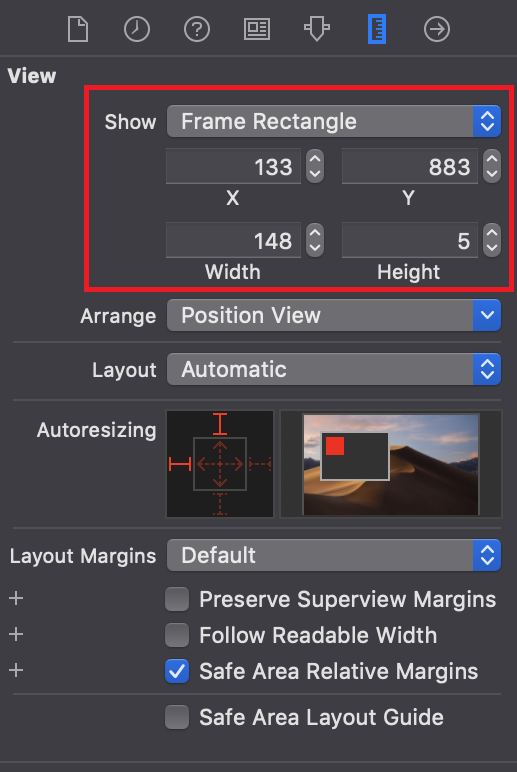 View
Show Frame Rectangle
133 883
X Y
148 5
Width Height
Arrange Position View
Layout Automatic
Autoresizing
Layout Margins Default
Preserve Superview Margins
Follow Readable Width
Safe Area Relative Margins
Safe Area Layout Guide